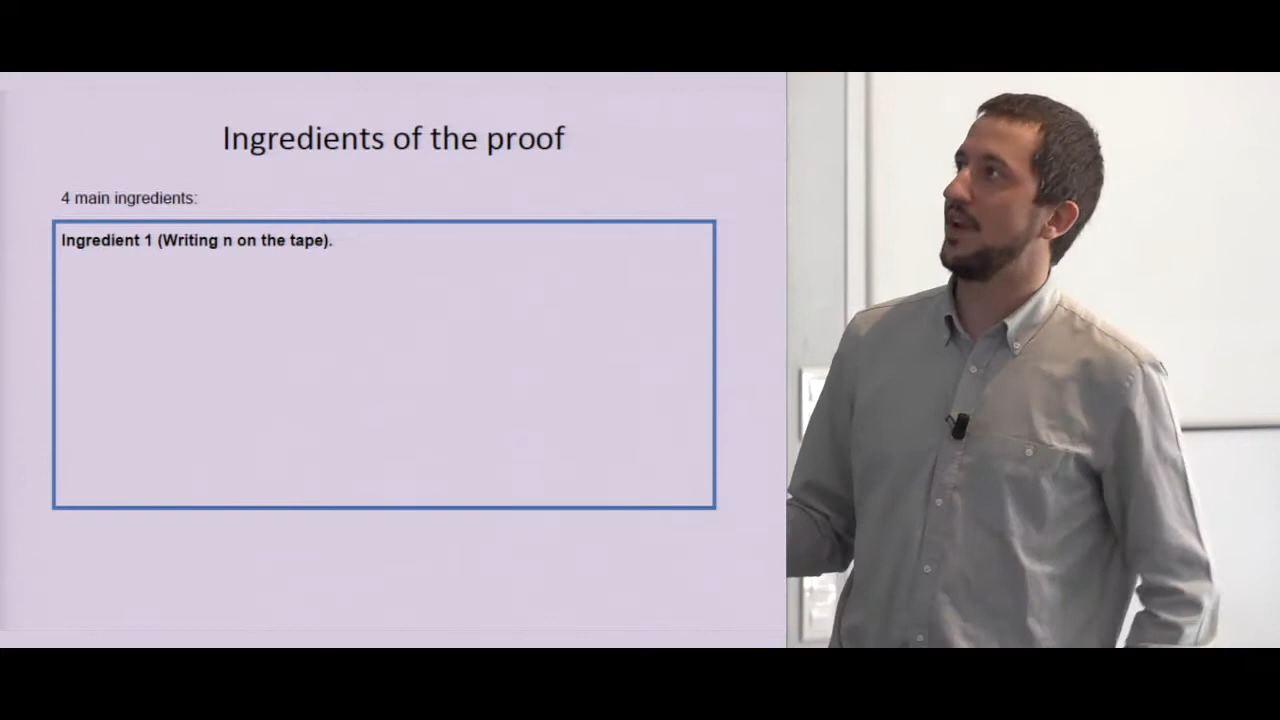 Ingredients of the proof
4 main ingredients:
Ingredient 1 (Writing n on the tape).